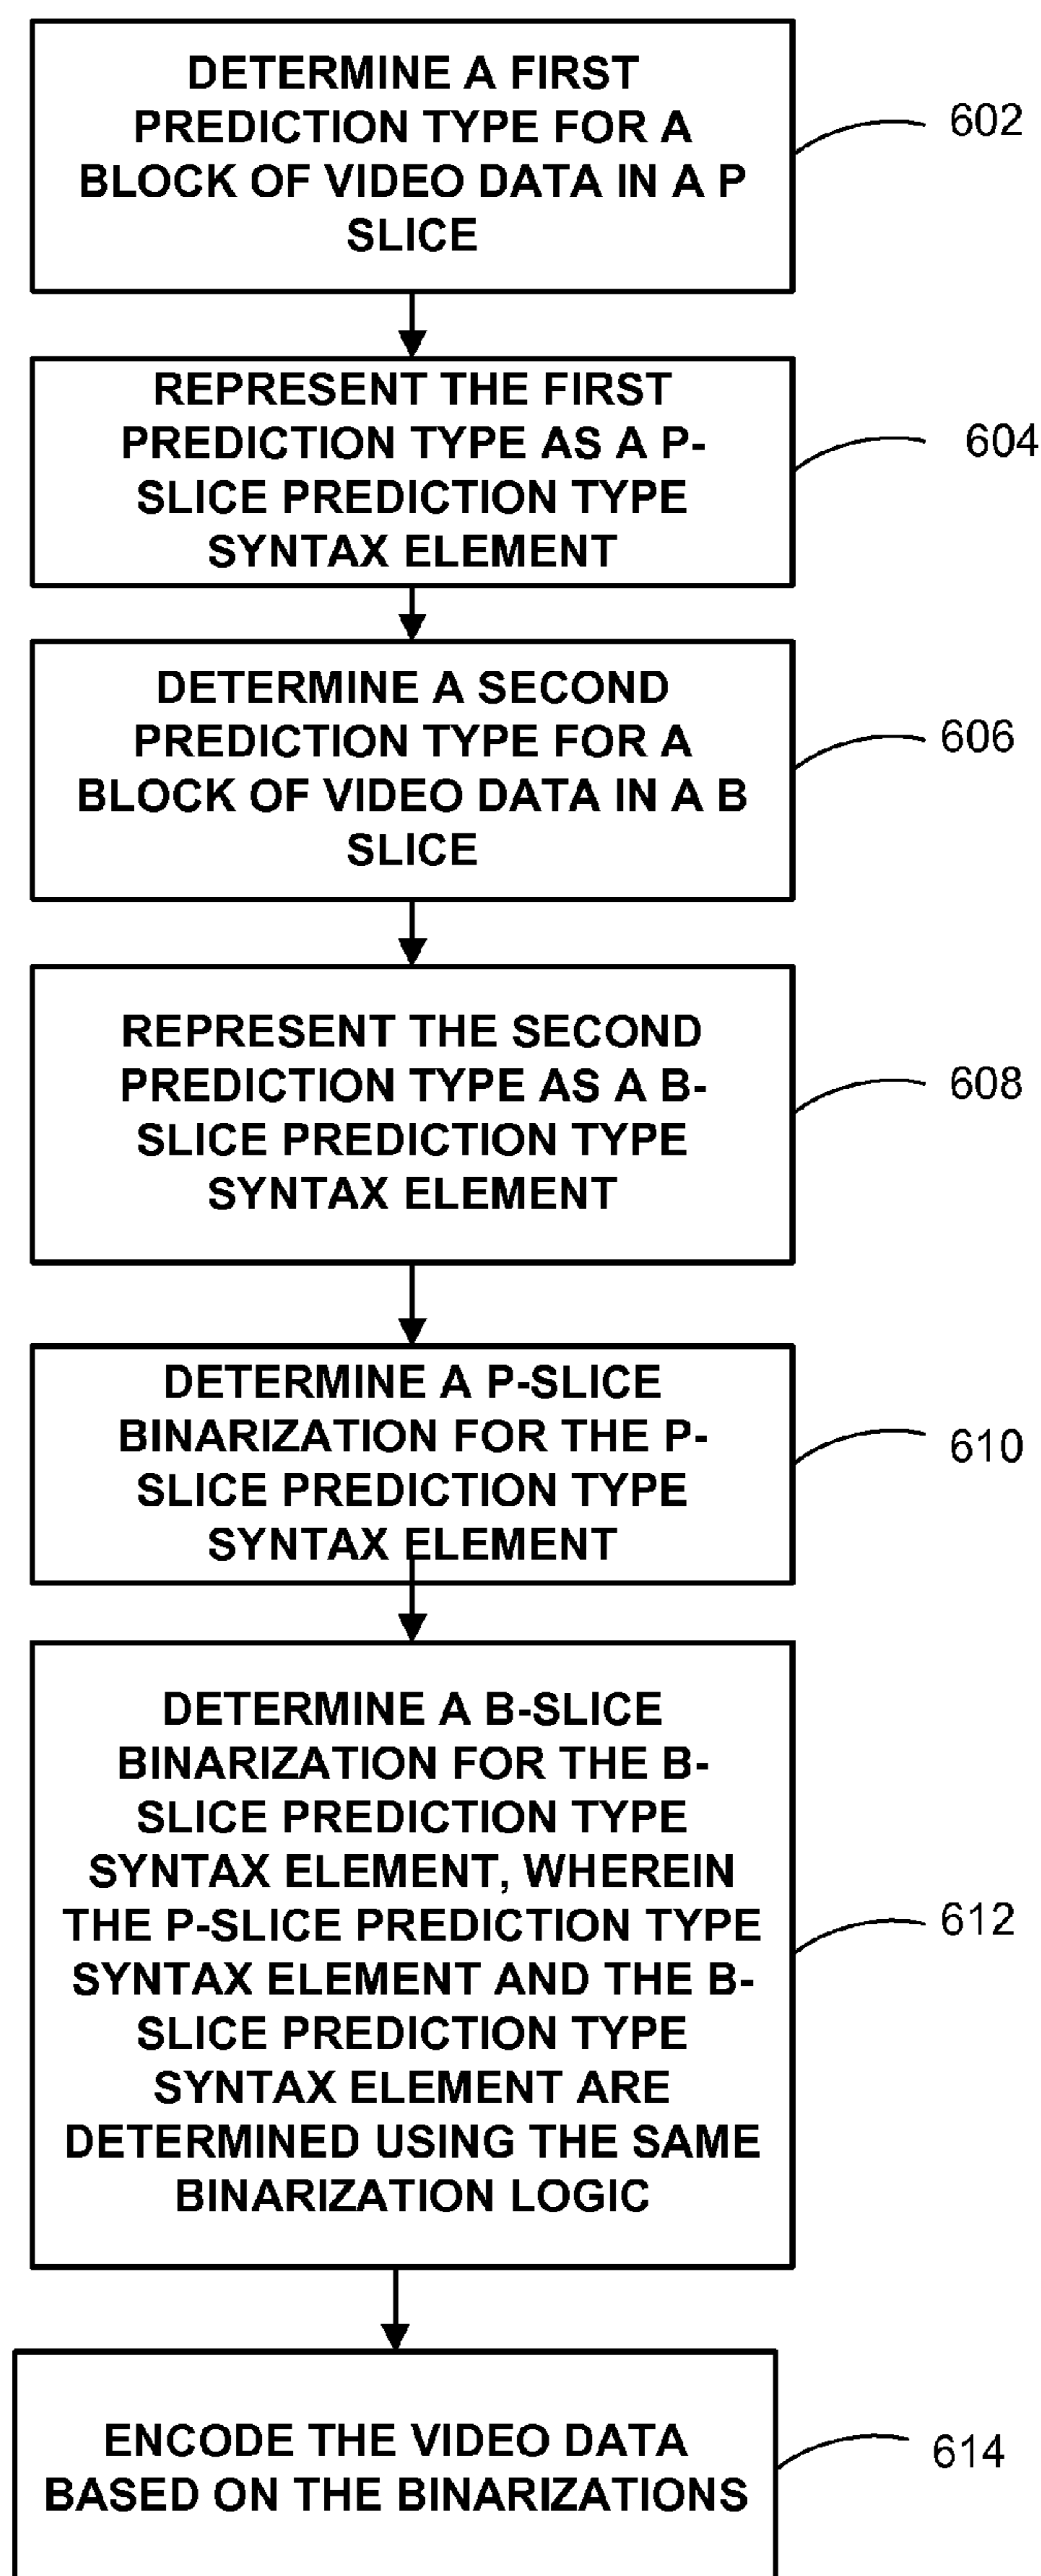 DETERMINE A FIRST
PREDICTION TYPE FOR A
BLOCK OF VIDEO DATA IN A P
SLICE
602
REPRESENT THE FIRST
PREDICTION TYPE AS A P-
SLICE PREDICTION TYPE
SYNTAX ELEMENT
604
DETERMINE A SECOND
PREDICTION TYPE FOR A
BLOCK OF VIDEO DATA IN A B
SLICE
606
REPRESENT THE SECOND
PREDICTION TYPE AS A B-
SLICE PREDICTION TYPE
SYNTAX ELEMENT
608
DETERMINE A P-SLICE
BINARIZATION FOR THE P-
SLICE PREDICTION TYPE
SYNTAX ELEMENT
610
DETERMINE A B-SLICE
BINARIZATION FOR THE B-
SLICE PREDICTION TYPE
SYNTAX ELEMENT, WHEREIN
THE P-SLICE PREDICTION TYPE
SYNTAX ELEMENT AND THE B-
SLICE PREDICTION TYPE
SYNTAX ELEMENT ARE
DETERMINED USING THE SAME
BINARIZATION LOGIC
612
ENCODE THE VIDEO DATA
BASED ON THE BINARIZATIONS
614